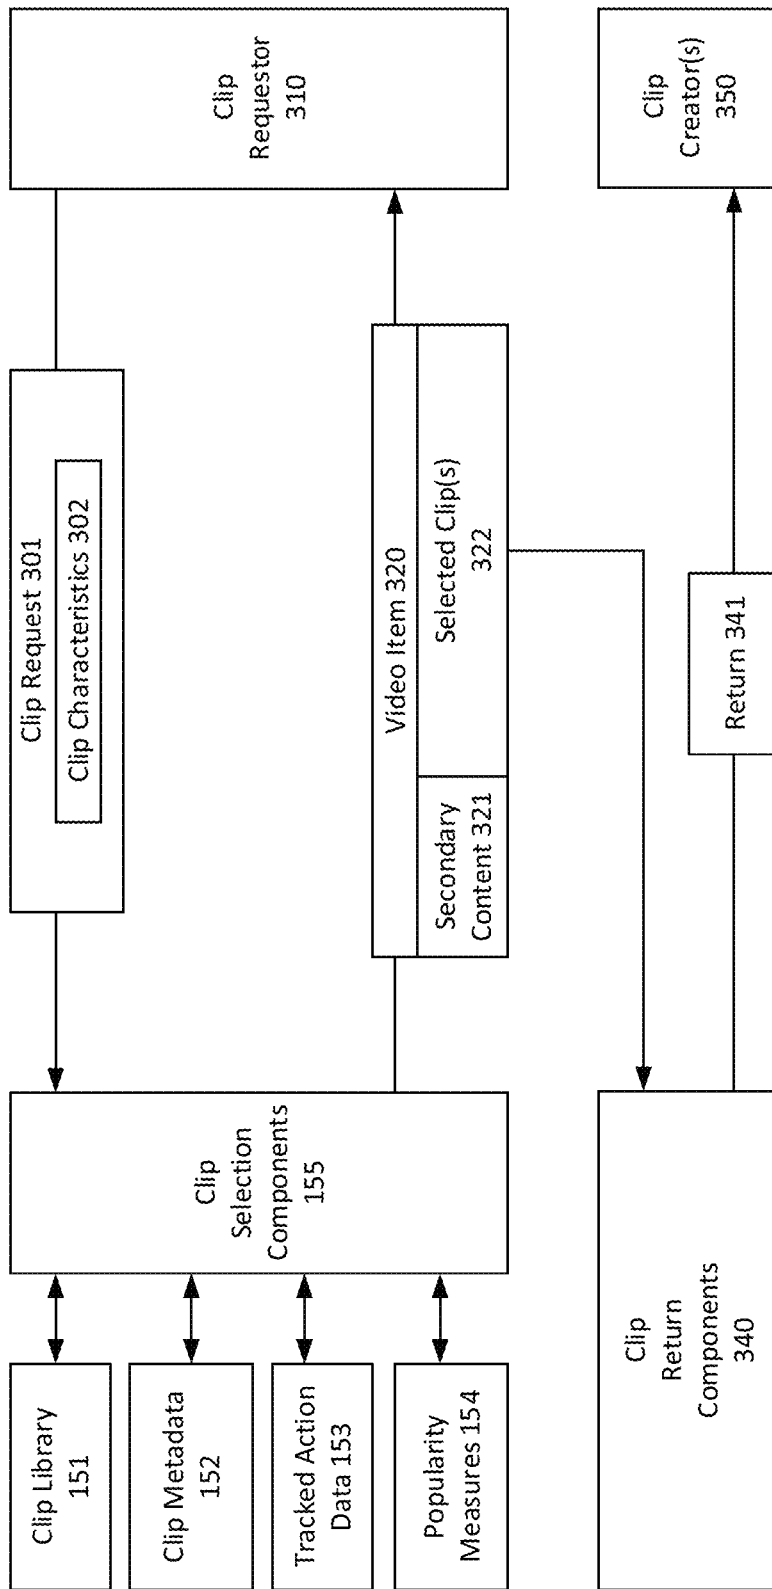 Clip Library
151
Clip Metadata
152
Tracked Action
Data 153
Popularity
Measures 154
Clip
Selection
Components
155
Clip Request 301
Clip Characteristics 302
Clip
Requestor
310
Video Item 320
Secondary
Content 321
Selected Clip(s)
322
Clip
Return
Components
340
Return 341
Clip
Creator(s)
350